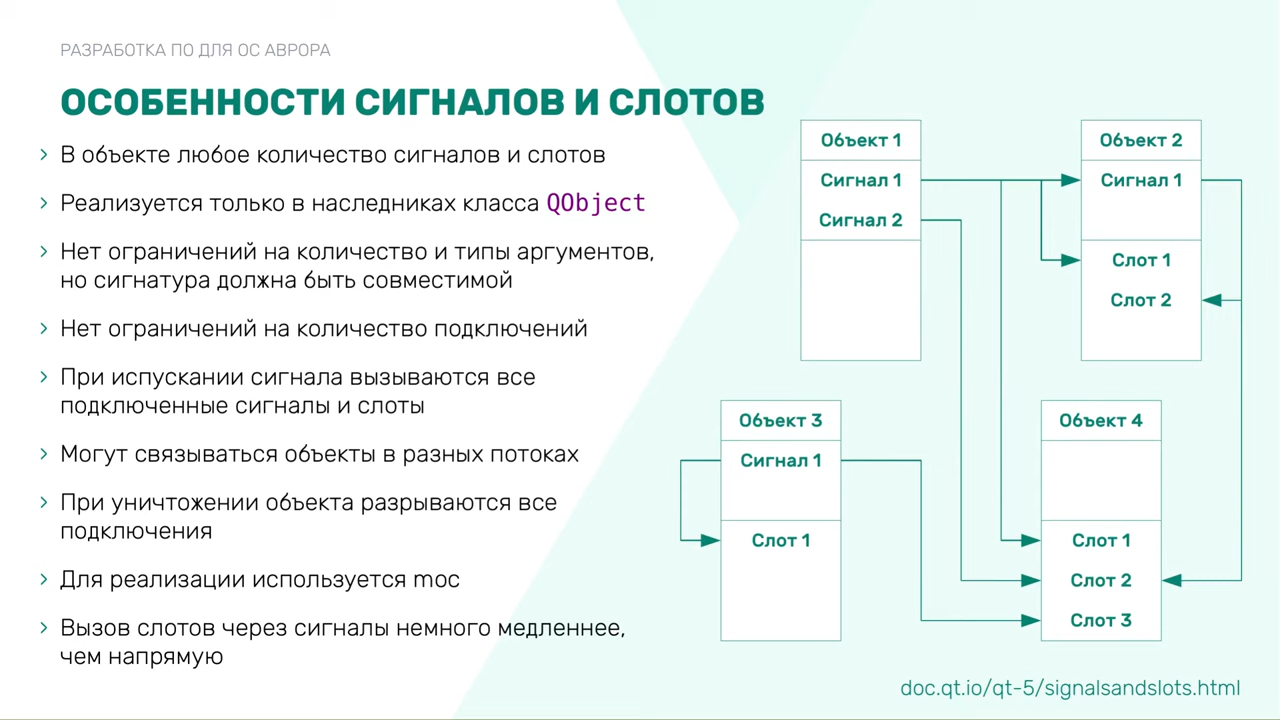 РАЗРАБОТКА ПО ДЛЯ ОС АВРОРА
ОСОБЕННОСТИ СИГНАЛОВ И СЛОТОВ
› В объекте любое количество сигналов и слотов
› Реализуется только в наследниках класса QObject
› Нет ограничений на количество и типы аргументов,
но сигнатура должна быть совместимой
› Нет ограничений на количество подключений
› При испускании сигнала вызываются все
подключенные сигналы и слоты
› Могут связываться объекты в разных потоках
› При уничтожении объекта разрываются все
подключения
› Для реализации используется moc
› Вызов слотов через сигналы немного медленнее,
чем напрямую
Объект 1
Сигнал 1
Сигнал 2
Объект 2
Сигнал 1
Слот 1
Слот 2
Объект 3
Сигнал 1
Слот 1
Объект 4
Слот 1
Слот 2
Слот 3
doc.qt.io/qt-5/signalsandslots.html